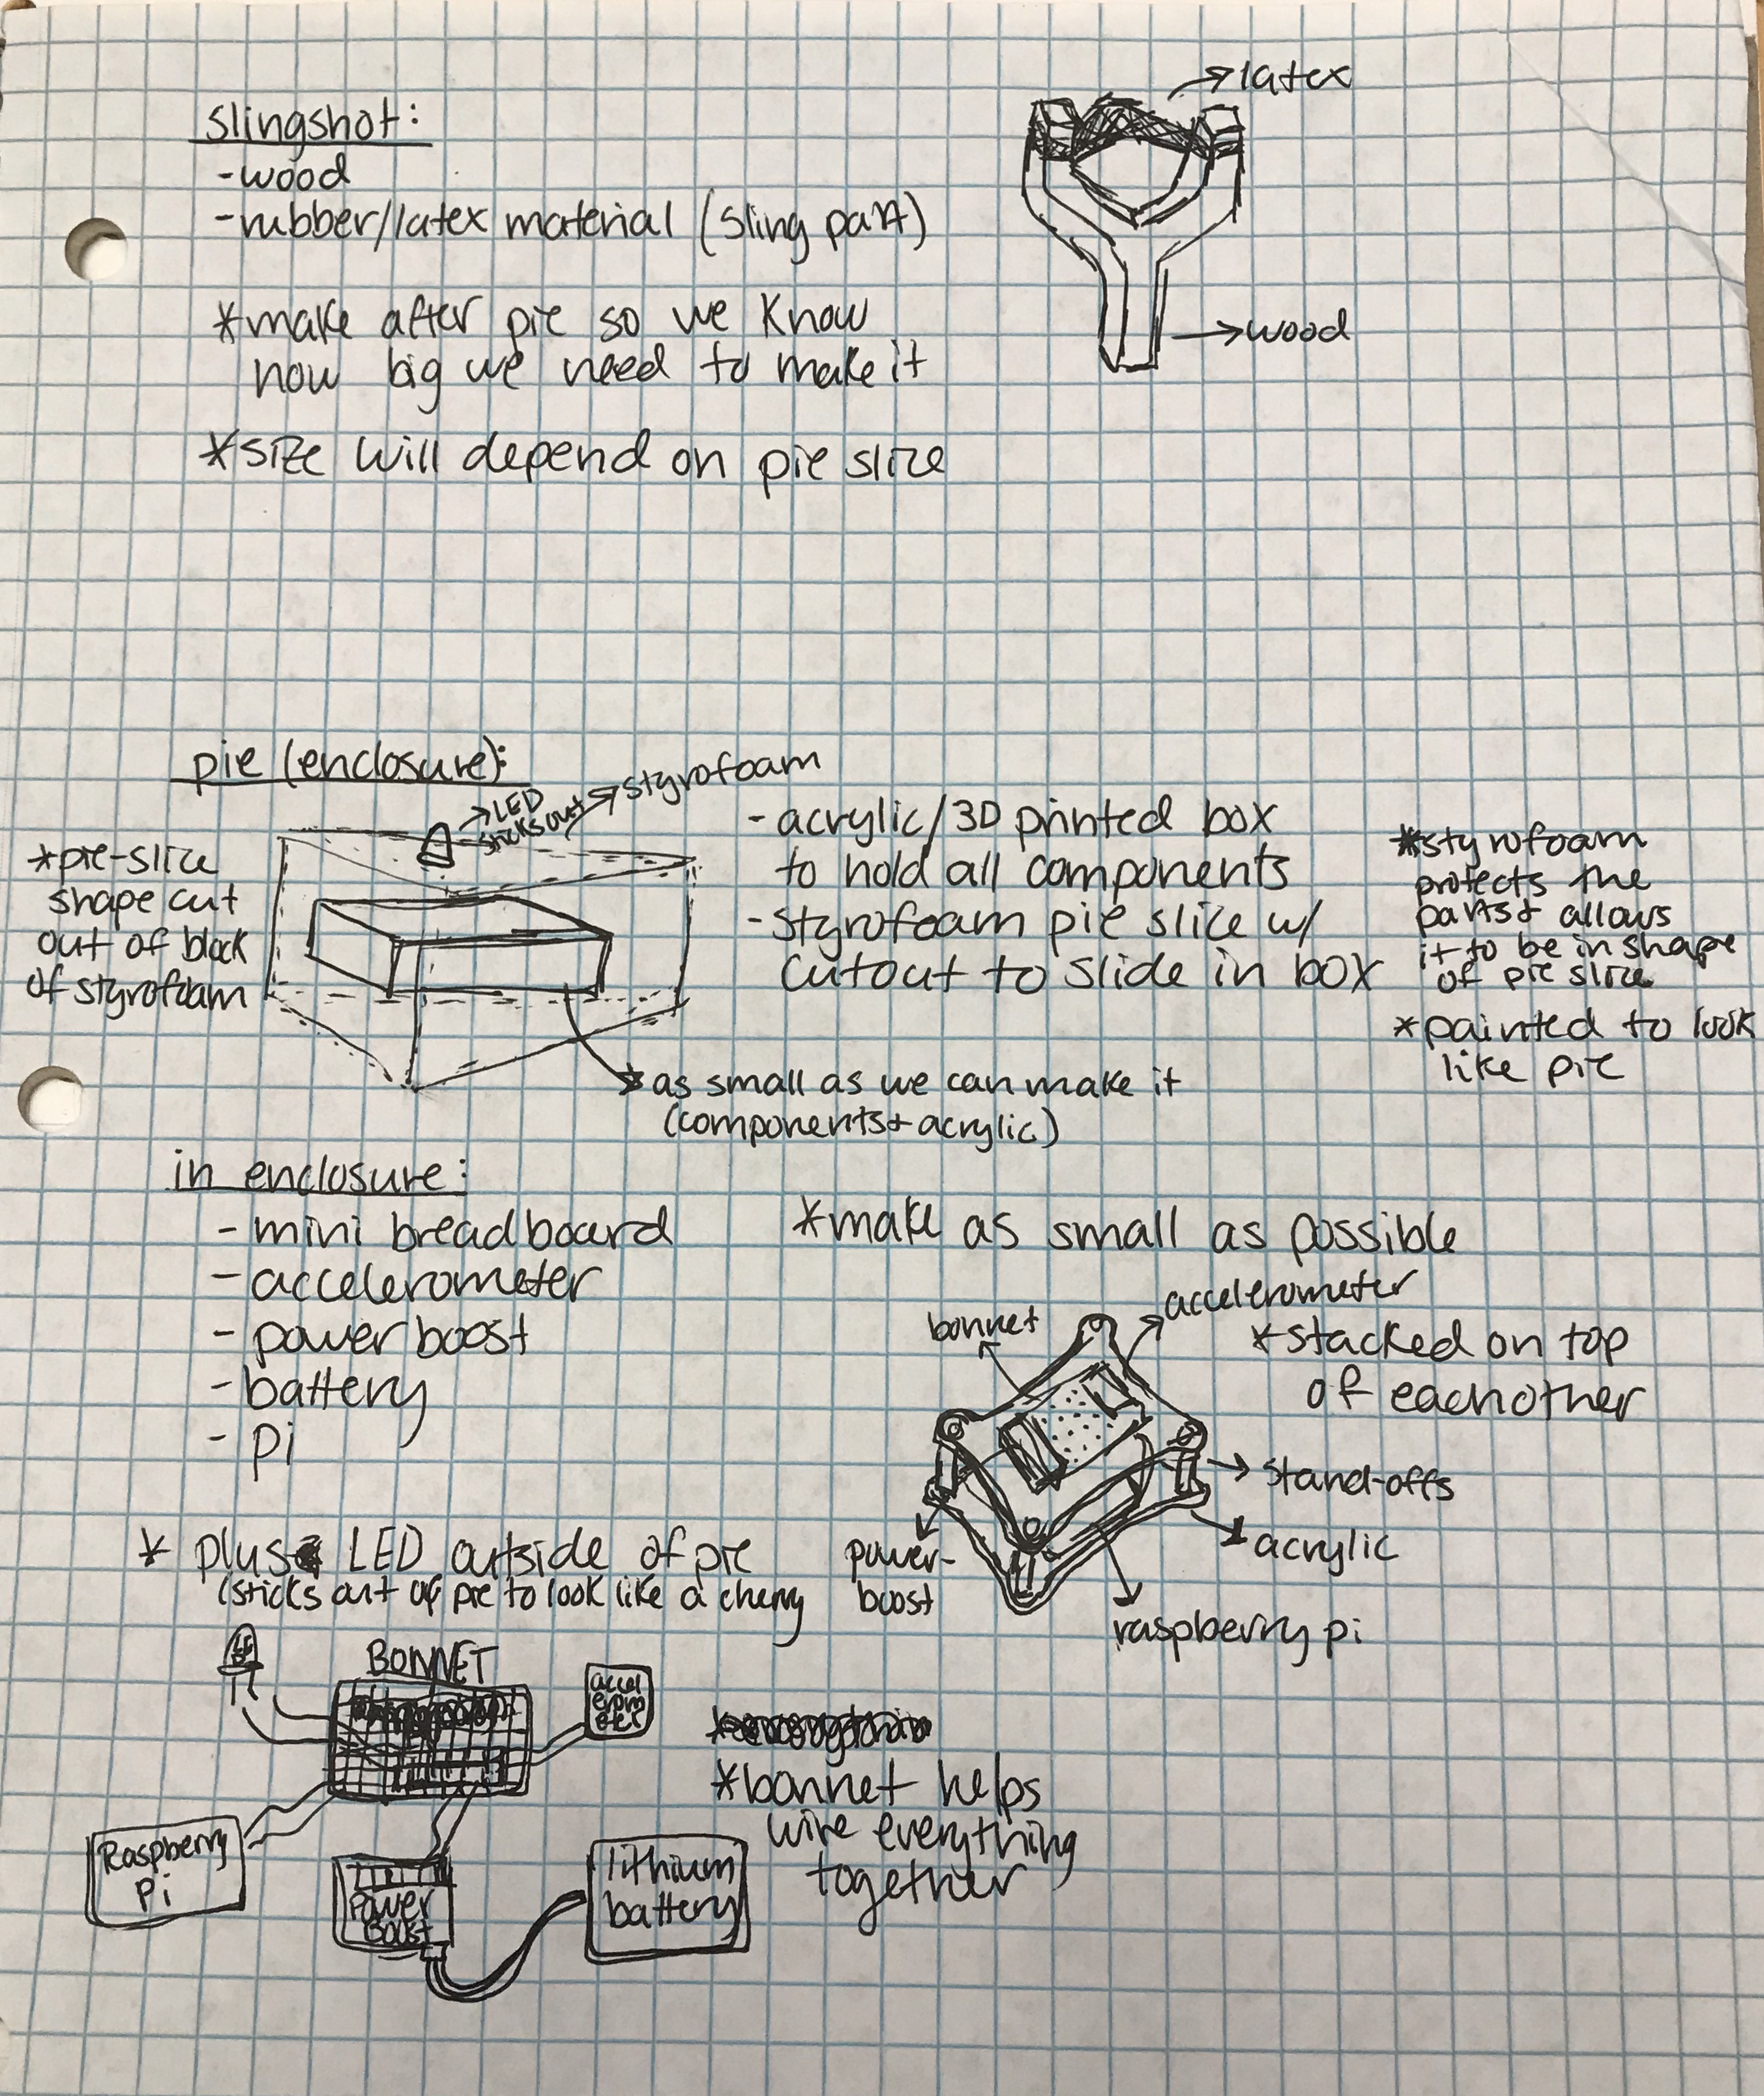 slingshot:
-wood
-rubber/latex material (sling part)
*make after pie so we know
how big we need to make it
*size will depend on pie slice
→latex
→wood
pie (enclosure):
→LED
sticks out
→styrofoam
*pie-slice
shape cut
out of block
of styrofoam
- acrylic/3D printed box
to hold all components
-styrofoam pie slice w/
cutout to slide in box
*styrofoam
protects the
parts + allows
it to be in shape
of pie slice
*painted to look
like pie
→as small as we can make it
(components + acrylic)
in enclosure:
- mini breadboard
- accelerometer
- powerboost
- battery
- pi
*make as small as possible
bonnet
accelerometer
*stacked on top
of eachother
→stand-offs
acrylic
power-
boost
raspberry pi
* plus LED outside of pie
(sticks out of pie to look like a cherry
BONNET
accel
erom
eter
Raspberry
Pi
Power
Boost
lithium
battery
*bonnet helps
wire everything
together